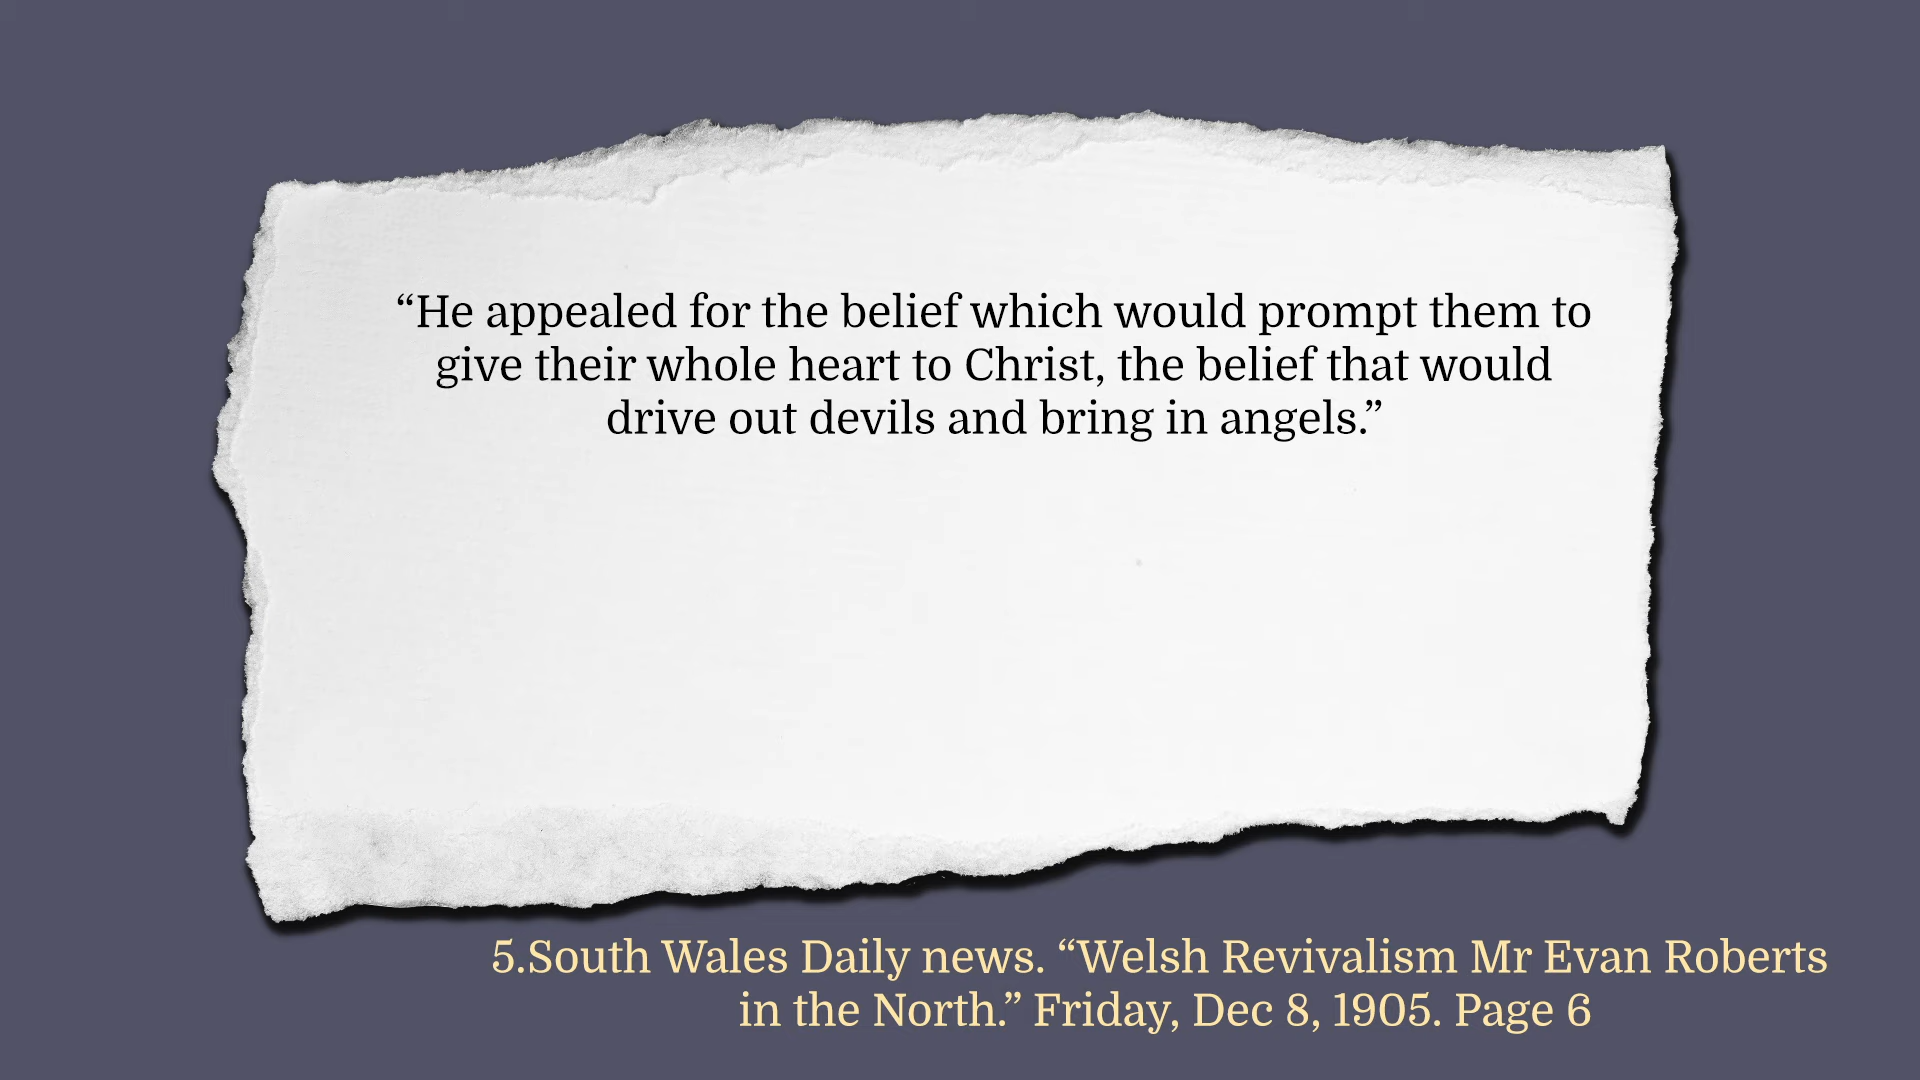 “He appealed for the belief which would prompt them to
give their whole heart to Christ, the belief that would
drive out devils and bring in angels.”
5.South Wales Daily news. “Welsh Revivalism Mr Evan Roberts
in the North.” Friday, Dec 8, 1905. Page 6